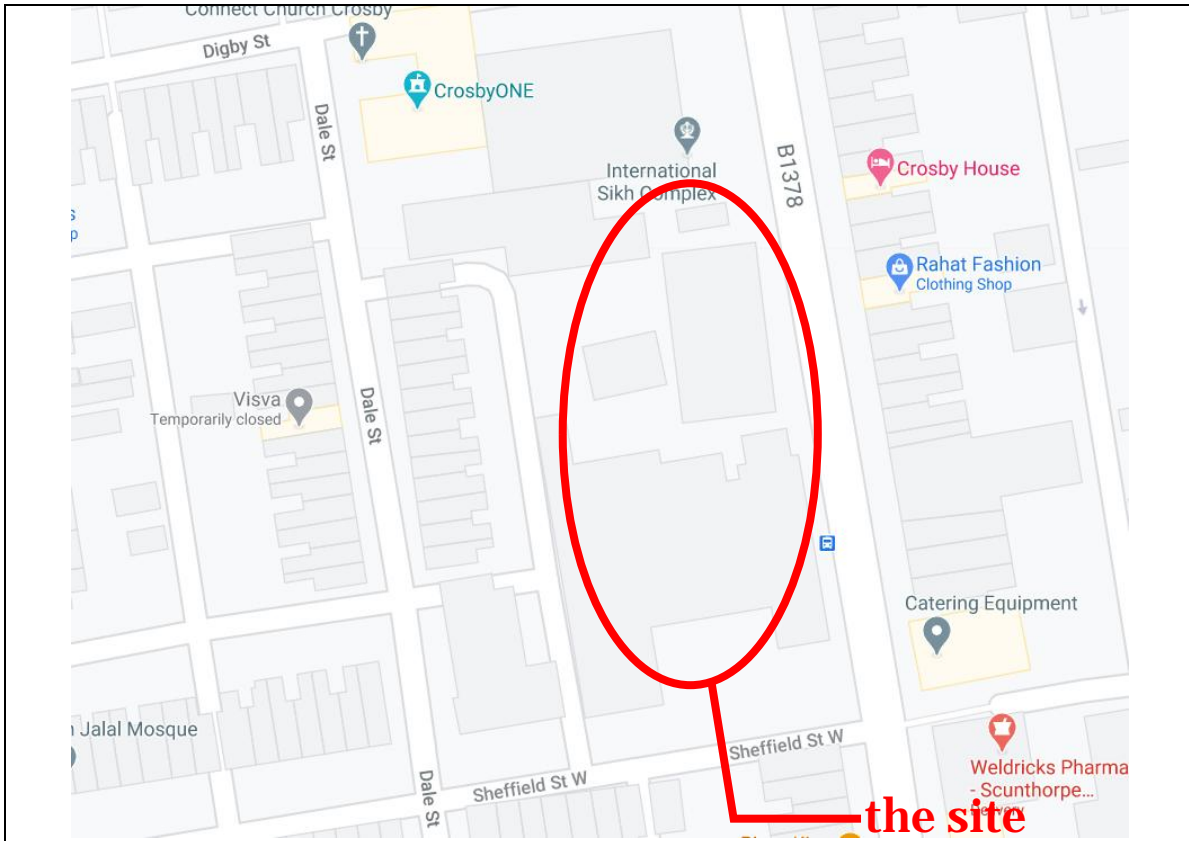 Connect Church Crosby
Digby St
CrosbyONE
Dale St
International
Sikh Complex
B1378
Crosby House
s
p
Rahat Fashion
Clothing Shop
Visva
Temporarily closed
Dale St
Catering Equipment
Jalal Mosque
Sheffield St W
Sheffield St W
Dale St
Weldricks Pharma
- Scunthorpe...
Delivery
the site